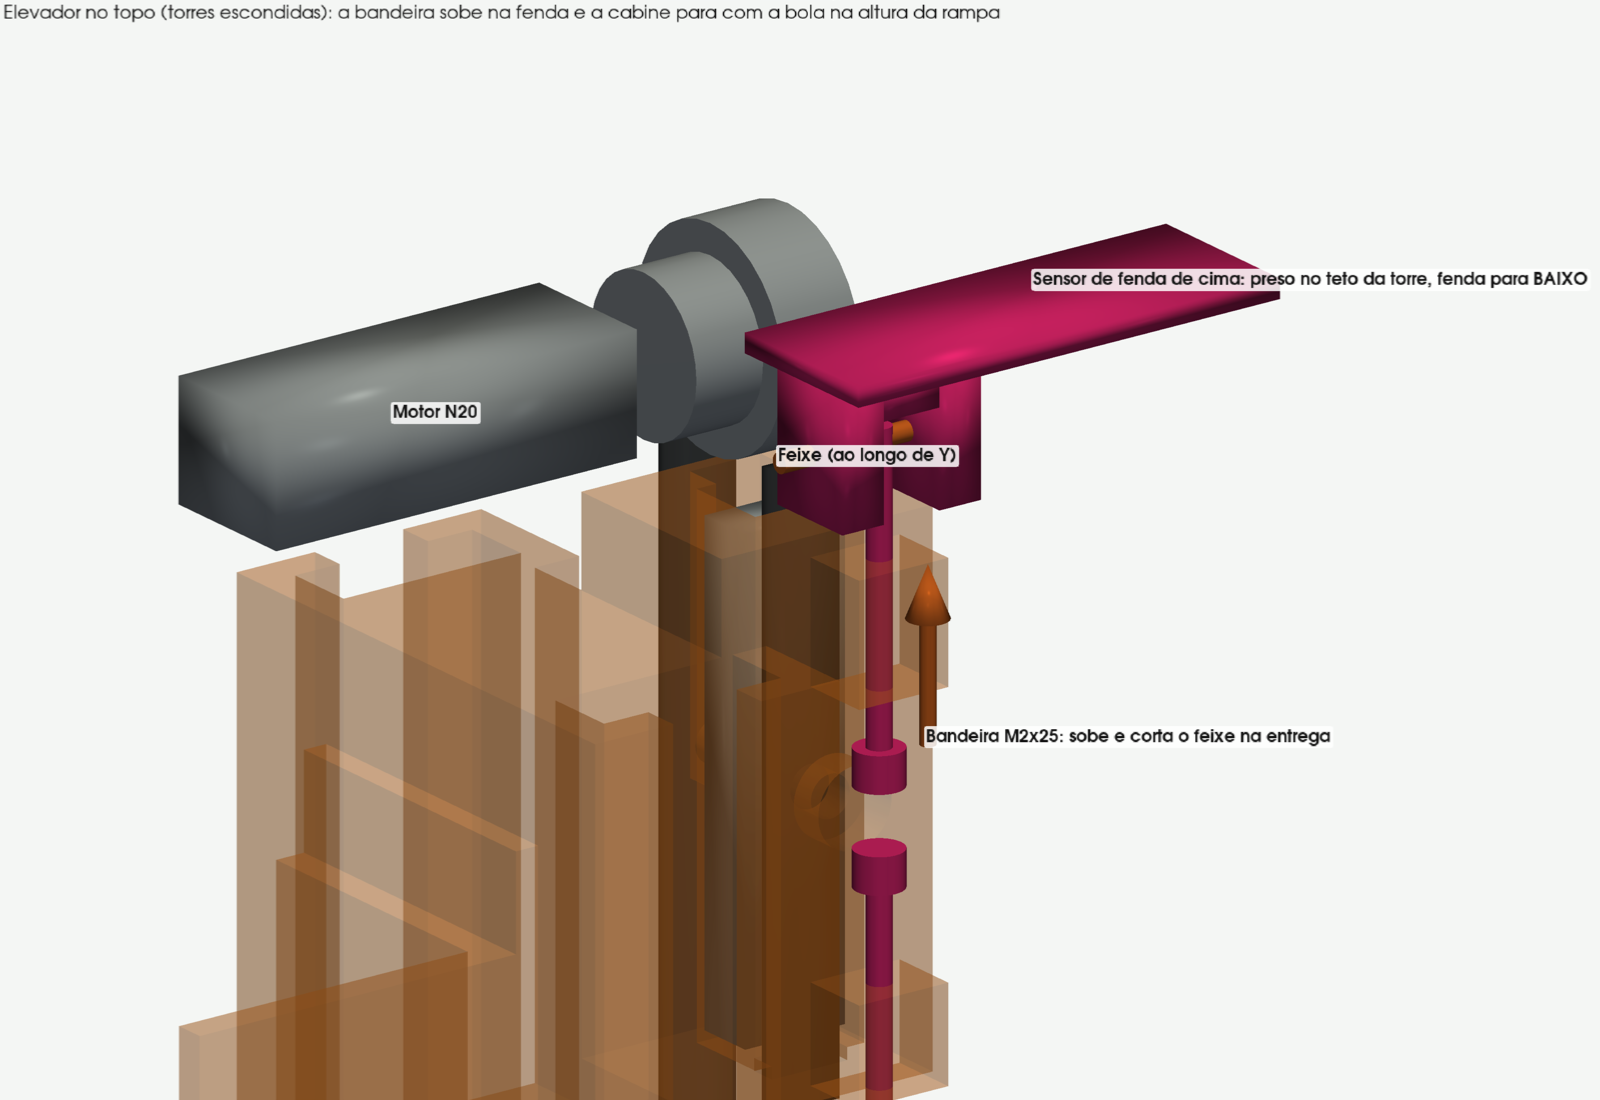 Elevador no topo (torres escondidas): a bandeira sobe na fenda e a cabine para com a bola na altura da rampa
Sensor de fenda de cima: preso no teto da torre, fenda para BAIXO
Motor N20
Feixe (ao longo de Y)
Bandeira M2x25: sobe e corta o feixe na entrega